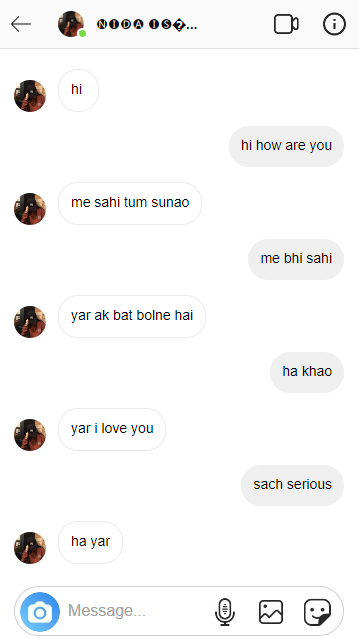 🅝🅘🅓🅐 🅘🅢�...
hi
hi how are you
me sahi tum sunao
me bhi sahi
yar ak bat bolne hai
ha khao
yar i love you
sach serious
ha yar
Message...